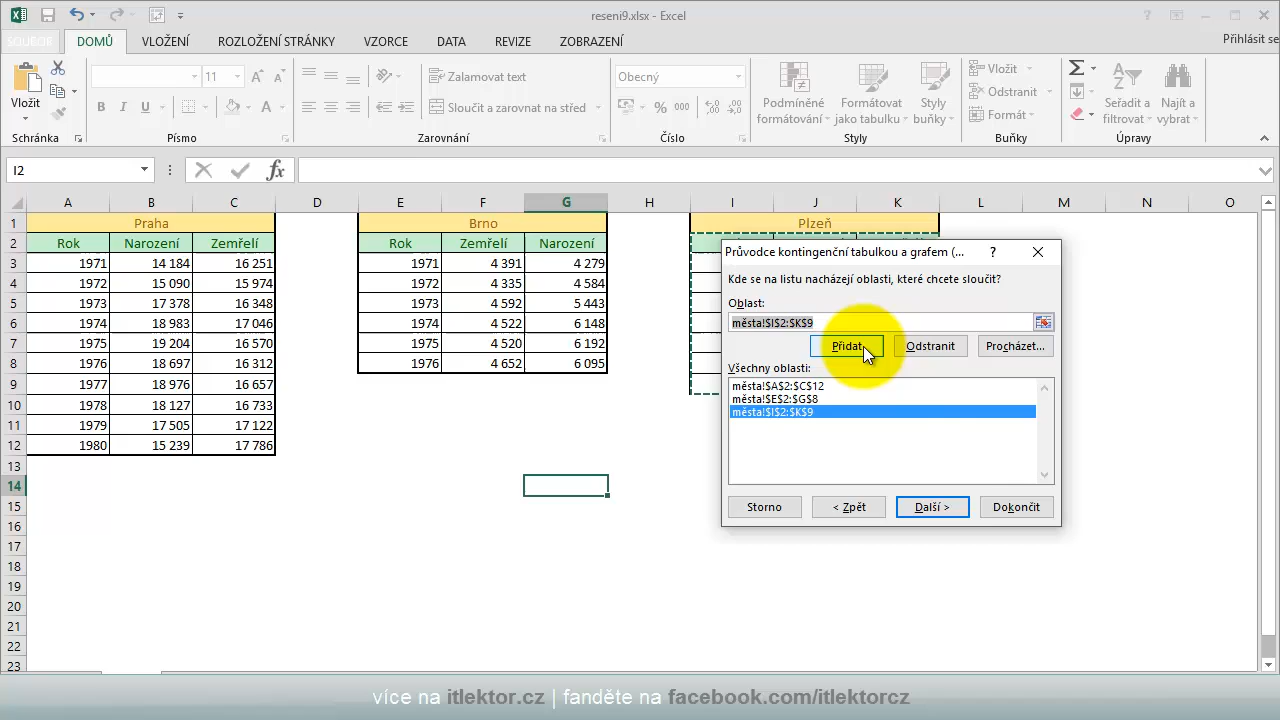 reseni9.xlsx - Excel
SOUBOR DOMŮ VLOŽENÍ ROZLOŽENÍ STRÁNKY VZORCE DATA REVIZE ZOBRAZENÍ Přihlásit se
Vložit
11
Zalamovat text
Sloučit a zarovnat na střed
Obecný
% 000
Podmíněné formátování
Formátovat jako tabulku
Styly buňky
Vložit
Odstranit
Formát
Seřadit a filtrovat
Najít a vybrat
Schránka Písmo Zarovnání Číslo Styly Buňky Úpravy
I2
fx
A B C D E F G H I J K L M N O
1 Praha Brno Plzeň
2 Rok Narození Zemřelí Rok Zemřelí Narození
3 1971 14 184 16 251 1971 4 391 4 279
4 1972 15 090 15 974 1972 4 335 4 584
5 1973 17 378 16 348 1973 4 592 5 443
6 1974 18 983 17 046 1974 4 522 6 148
7 1975 19 204 16 570 1975 4 520 6 192
8 1976 18 697 16 312 1976 4 652 6 095
9 1977 18 976 16 657
10 1978 18 127 16 733
11 1979 17 505 17 122
12 1980 15 239 17 786
13
14
15
16
17
18
19
20
21
22
23
Průvodce kontingenční tabulkou a grafem (...
Kde se na listu nacházejí oblasti, které chcete sloučit?
Oblast:
města!$I$2:$K$9
Přidat Odstranit Procházet...
Všechny oblasti:
města!$A$2:$C$12
města!$E$2:$G$8
města!$I$2:$K$9
Storno < Zpět Další > Dokončit
více na itlektor.cz | fanděte na facebook.com/itlektorcz